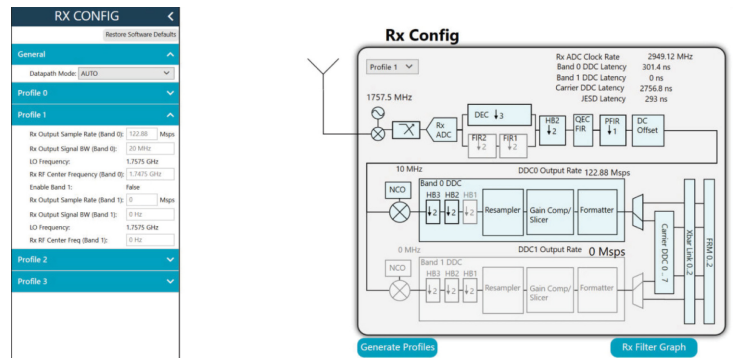 RX CONFIG
<
Restore Software Defaults
General
Datapath Mode: AUTO
Profile 0
Profile 1
Rx Output Sample Rate (Band 0): 122.88 Msps
Rx Output Signal BW (Band 0): 20 MHz
LO Frequency: 1.7575 GHz
Rx RF Center Frequency (Band 0): 1.7475 GHz
Enable Band 1: False
Rx Output Sample Rate (Band 1): 0 Msps
Rx Output Signal BW (Band 1): 0 Hz
LO Frequency: 1.7575 GHz
Rx RF Center Freq (Band 1): 0 Hz
Profile 2
Profile 3
Rx Config
Profile 1
Rx ADC Clock Rate 2949.12 MHz
Band 0 DDC Latency 301.4 ns
Band 1 DDC Latency 0 ns
Carrier DDC Latency 2756.8 ns
JESD Latency 293 ns
1757.5 MHz
Rx ADC
DEC ↓3
FIR2 ↓2
FIR1 ↓2
HB2 ↓2
QEC FIR
PFIR ↓1
DC Offset
10 MHz
DDC0 Output Rate 122.88 Msps
NCO
Band 0 DDC
HB3 HB2 HB1
↓2 ↓2 ↓2
Resampler
Gain Comp/ Slicer
Formatter
0 MHz
DDC1 Output Rate 0 Msps
NCO
Band 1 DDC
HB3 HB2 HB1
↓2 ↓2 ↓2
Resampler
Gain Comp/ Slicer
Formatter
Carrier DDC 0 .. 7
Xbar Link 0..2
FRM 0..2
Generate Profiles
Rx Filter Graph